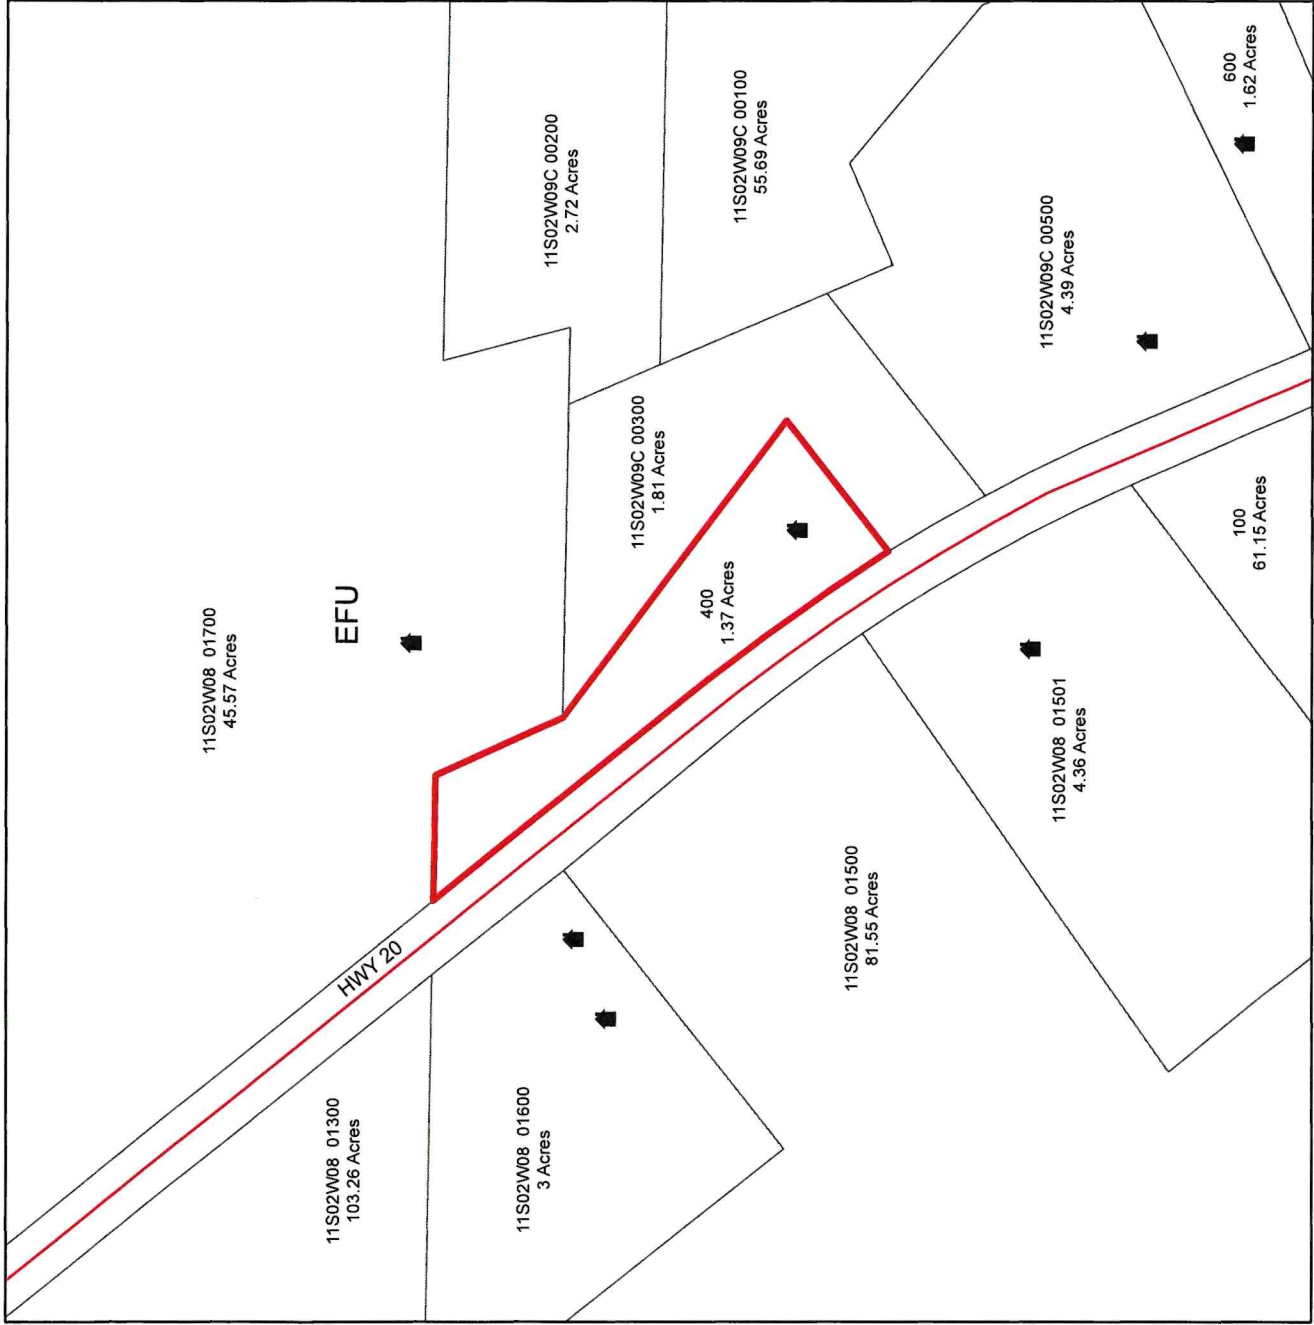 11S02W08  01700
45.57 Acres
EFU
11S02W09C 00200
2.72 Acres
11S02W09C 00100
55.69 Acres
600
1.62 Acres
11S02W09C 00300
1.81 Acres
11S02W09C 00500
4.39 Acres
400
1.37 Acres
HWY 20
100
61.15 Acres
11S02W08  01300
103.26 Acres
11S02W08  01600
3 Acres
11S02W08  01500
81.55 Acres
11S02W08  01501
4.36 Acres